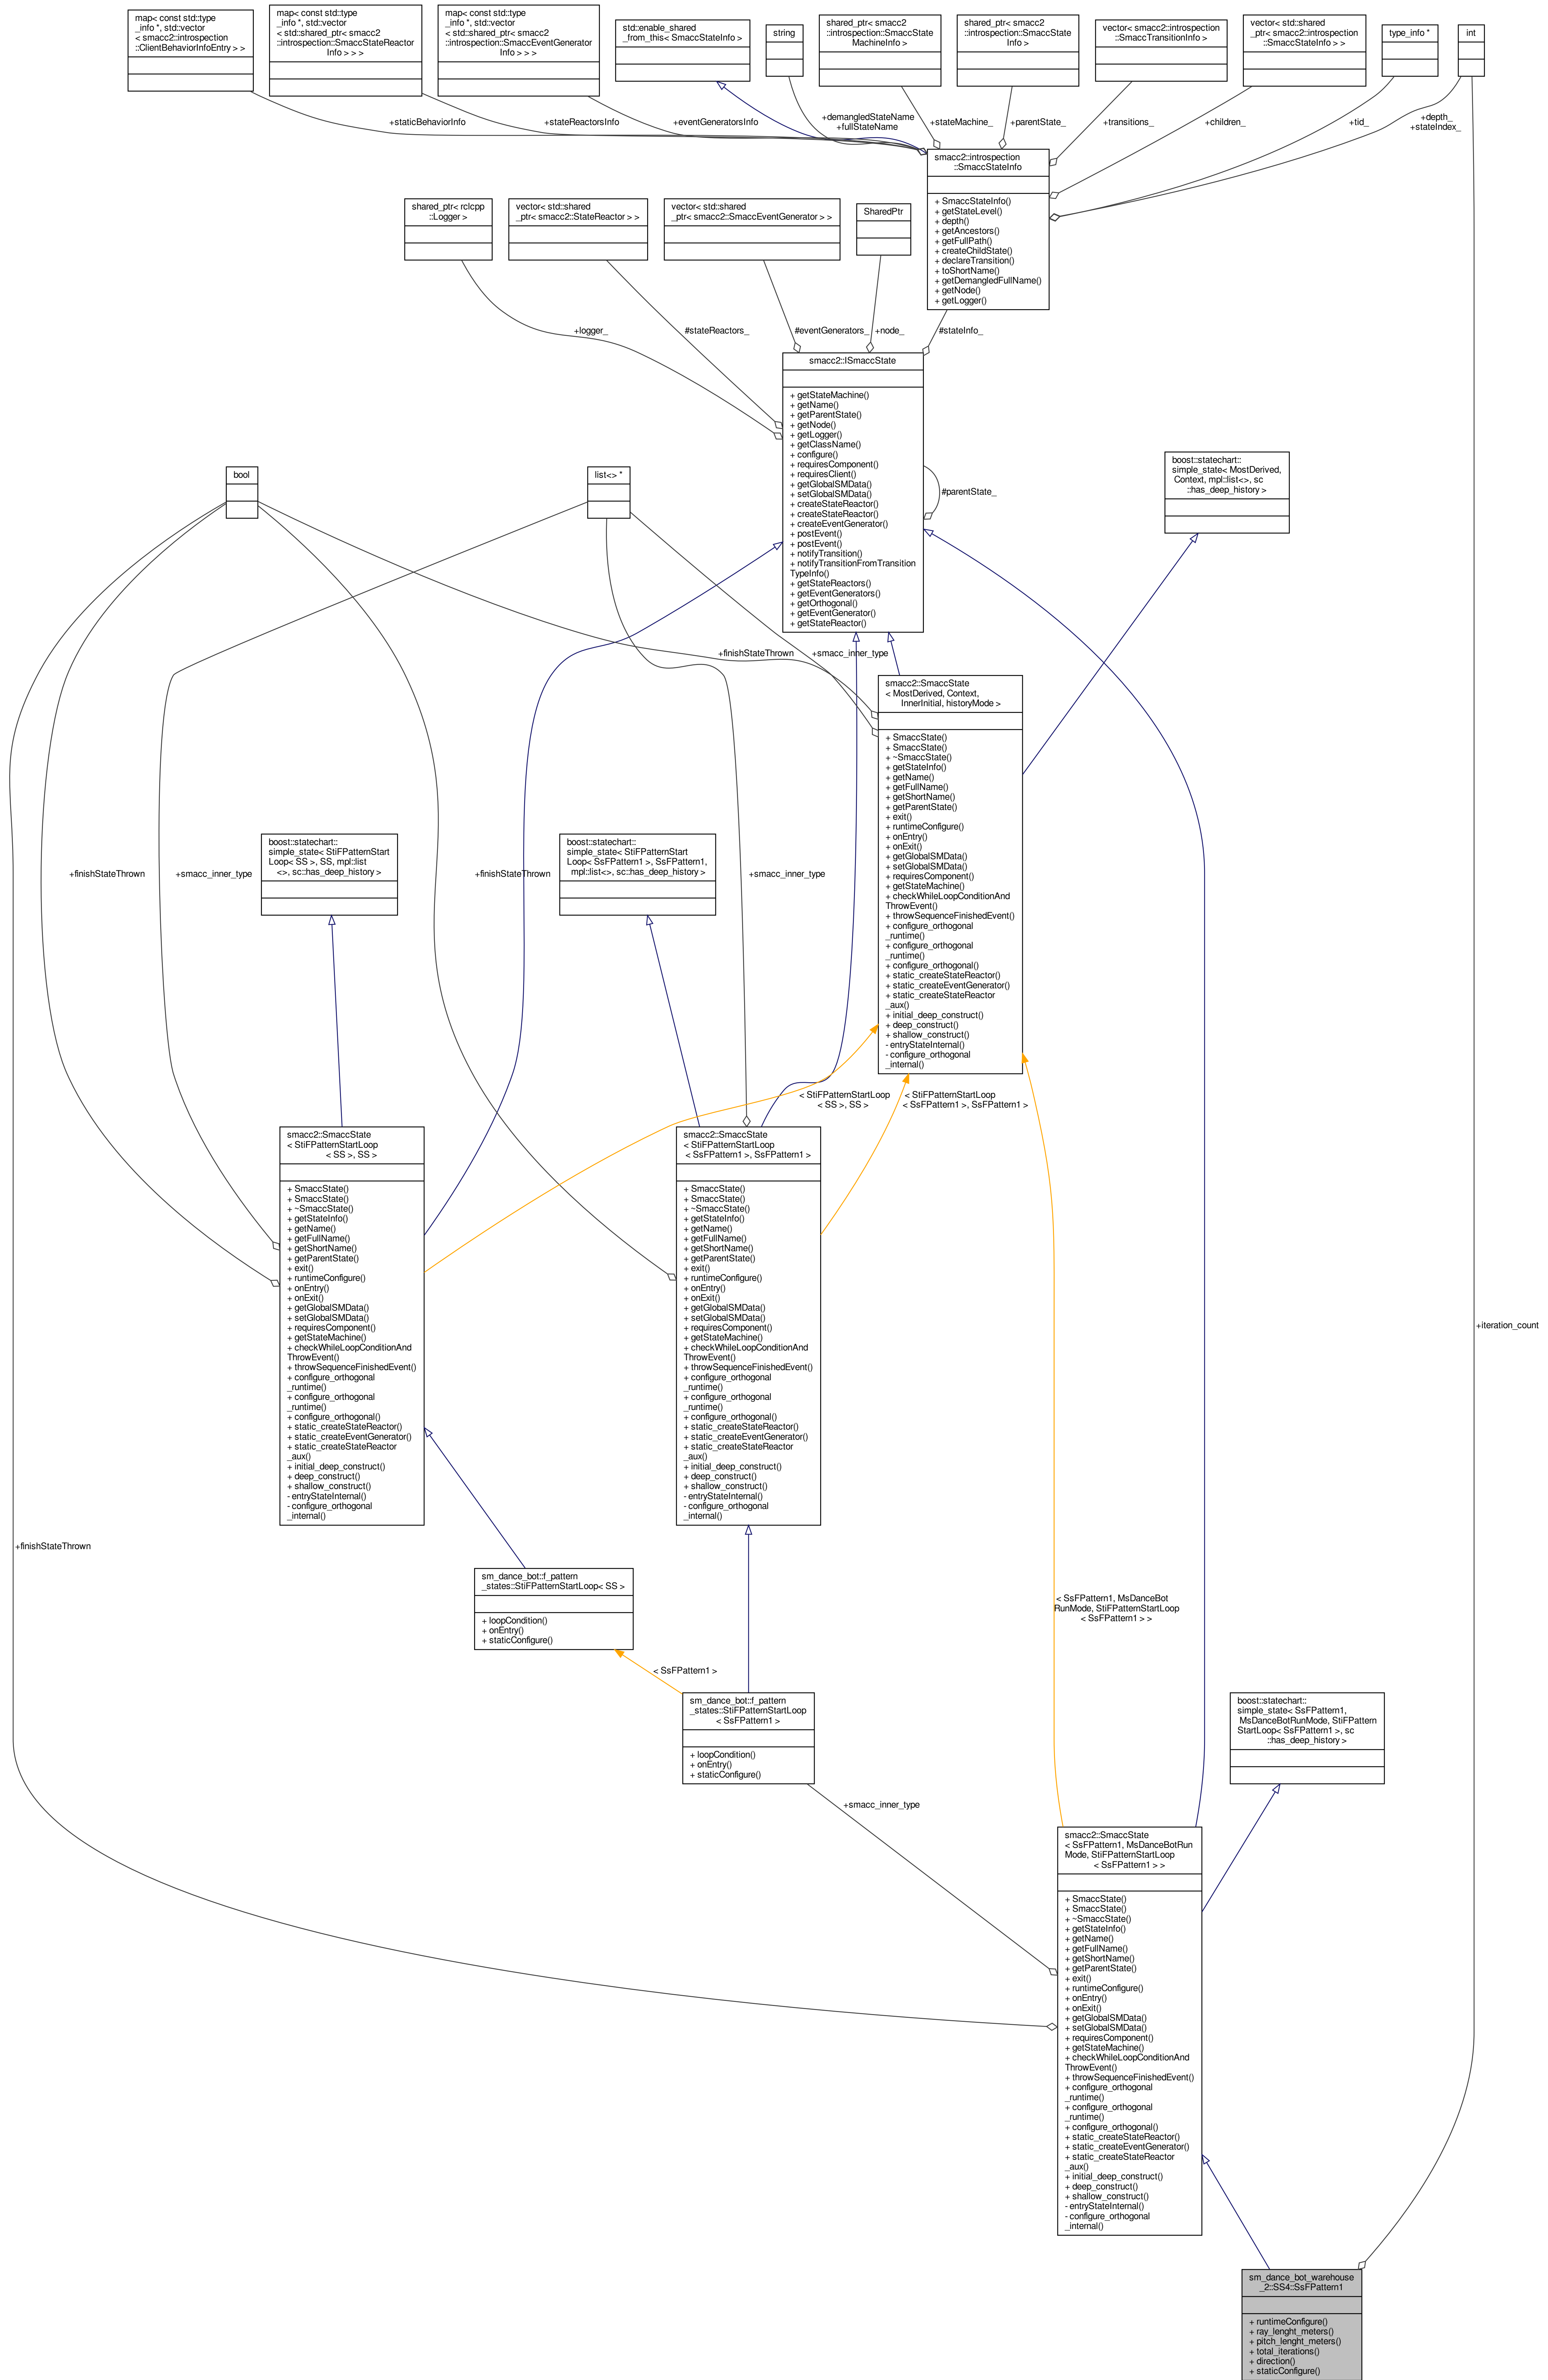 map< const std::type
_info *, std::vector
< smacc2::introspection
::ClientBehaviorInfoEntry > >
map< const std::type
_info *, std::vector
< std::shared_ptr< smacc2
::introspection::SmaccStateReactor
Info > > >
map< const std::type
_info *, std::vector
< std::shared_ptr< smacc2
::introspection::SmaccEventGenerator
Info > > >
std::enable_shared
_from_this< SmaccStateInfo >
string
shared_ptr< smacc2
::introspection::SmaccState
MachineInfo >
shared_ptr< smacc2
::introspection::SmaccState
Info >
vector< smacc2::introspection
::SmaccTransitionInfo >
vector< std::shared
_ptr< smacc2::introspection
::SmaccStateInfo > >
type_info *
int
+staticBehaviorInfo
+stateReactorsInfo
+eventGeneratorsInfo
+demangledStateName
+fullStateName
+stateMachine_
+parentState_
+transitions_
+children_
+tid_
+depth_
+stateIndex_
smacc2::introspection
::SmaccStateInfo
+ SmaccStateInfo()
+ getStateLevel()
+ depth()
+ getAncestors()
+ getFullPath()
+ createChildState()
+ declareTransition()
+ toShortName()
+ getDemangledFullName()
+ getNode()
+ getLogger()
shared_ptr< rclcpp
::Logger >
vector< std::shared
_ptr< smacc2::StateReactor > >
vector< std::shared
_ptr< smacc2::SmaccEventGenerator > >
SharedPtr
+logger_
#stateReactors_
#eventGenerators_
+node_
#stateInfo_
smacc2::ISmaccState
+ getStateMachine()
+ getName()
+ getParentState()
+ getNode()
+ getLogger()
+ getClassName()
+ configure()
+ requiresComponent()
+ requiresClient()
+ getGlobalSMData()
+ setGlobalSMData()
+ createStateReactor()
+ createStateReactor()
+ createEventGenerator()
+ postEvent()
+ postEvent()
+ notifyTransition()
+ notifyTransitionFromTransition
TypeInfo()
+ getStateReactors()
+ getEventGenerators()
+ getOrthogonal()
+ getEventGenerator()
+ getStateReactor()
#parentState_
bool
list<> *
boost::statechart::
simple_state< MostDerived,
Context, mpl::list<>, sc
::has_deep_history >
+finishStateThrown
+smacc_inner_type
smacc2::SmaccState
< MostDerived, Context,
InnerInitial, historyMode >
+ SmaccState()
+ SmaccState()
+ ~SmaccState()
+ getStateInfo()
+ getName()
+ getFullName()
+ getShortName()
+ getParentState()
+ exit()
+ runtimeConfigure()
+ onEntry()
+ onExit()
+ getGlobalSMData()
+ setGlobalSMData()
+ requiresComponent()
+ getStateMachine()
+ checkWhileLoopConditionAnd
ThrowEvent()
+ throwSequenceFinishedEvent()
+ configure_orthogonal
_runtime()
+ configure_orthogonal
_runtime()
+ configure_orthogonal()
+ static_createStateReactor()
+ static_createEventGenerator()
+ static_createStateReactor
_aux()
+ initial_deep_construct()
+ deep_construct()
+ shallow_construct()
- entryStateInternal()
- configure_orthogonal
_internal()
+finishStateThrown
+smacc_inner_type
boost::statechart::
simple_state< StiFPatternStart
Loop< SS >, SS, mpl::list
<>, sc::has_deep_history >
+finishStateThrown
boost::statechart::
simple_state< StiFPatternStart
Loop< SsFPattern1 >, SsFPattern1,
mpl::list<>, sc::has_deep_history >
+smacc_inner_type
< StiFPatternStartLoop
< SS >, SS >
< StiFPatternStartLoop
< SsFPattern1 >, SsFPattern1 >
smacc2::SmaccState
< StiFPatternStartLoop
< SS >, SS >
+ SmaccState()
+ SmaccState()
+ ~SmaccState()
+ getStateInfo()
+ getName()
+ getFullName()
+ getShortName()
+ getParentState()
+ exit()
+ runtimeConfigure()
+ onEntry()
+ onExit()
+ getGlobalSMData()
+ setGlobalSMData()
+ requiresComponent()
+ getStateMachine()
+ checkWhileLoopConditionAnd
ThrowEvent()
+ throwSequenceFinishedEvent()
+ configure_orthogonal
_runtime()
+ configure_orthogonal
_runtime()
+ configure_orthogonal()
+ static_createStateReactor()
+ static_createEventGenerator()
+ static_createStateReactor
_aux()
+ initial_deep_construct()
+ deep_construct()
+ shallow_construct()
- entryStateInternal()
- configure_orthogonal
_internal()
smacc2::SmaccState
< StiFPatternStartLoop
< SsFPattern1 >, SsFPattern1 >
+ SmaccState()
+ SmaccState()
+ ~SmaccState()
+ getStateInfo()
+ getName()
+ getFullName()
+ getShortName()
+ getParentState()
+ exit()
+ runtimeConfigure()
+ onEntry()
+ onExit()
+ getGlobalSMData()
+ setGlobalSMData()
+ requiresComponent()
+ getStateMachine()
+ checkWhileLoopConditionAnd
ThrowEvent()
+ throwSequenceFinishedEvent()
+ configure_orthogonal
_runtime()
+ configure_orthogonal
_runtime()
+ configure_orthogonal()
+ static_createStateReactor()
+ static_createEventGenerator()
+ static_createStateReactor
_aux()
+ initial_deep_construct()
+ deep_construct()
+ shallow_construct()
- entryStateInternal()
- configure_orthogonal
_internal()
+iteration_count
+finishStateThrown
sm_dance_bot::f_pattern
_states::StiFPatternStartLoop< SS >
+ loopCondition()
+ onEntry()
+ staticConfigure()
< SsFPattern1, MsDanceBot
RunMode, StiFPatternStartLoop
< SsFPattern1 > >
< SsFPattern1 >
sm_dance_bot::f_pattern
_states::StiFPatternStartLoop
< SsFPattern1 >
+ loopCondition()
+ onEntry()
+ staticConfigure()
boost::statechart::
simple_state< SsFPattern1,
MsDanceBotRunMode, StiFPattern
StartLoop< SsFPattern1 >, sc
::has_deep_history >
+smacc_inner_type
smacc2::SmaccState
< SsFPattern1, MsDanceBotRun
Mode, StiFPatternStartLoop
< SsFPattern1 > >
+ SmaccState()
+ SmaccState()
+ ~SmaccState()
+ getStateInfo()
+ getName()
+ getFullName()
+ getShortName()
+ getParentState()
+ exit()
+ runtimeConfigure()
+ onEntry()
+ onExit()
+ getGlobalSMData()
+ setGlobalSMData()
+ requiresComponent()
+ getStateMachine()
+ checkWhileLoopConditionAnd
ThrowEvent()
+ throwSequenceFinishedEvent()
+ configure_orthogonal
_runtime()
+ configure_orthogonal
_runtime()
+ configure_orthogonal()
+ static_createStateReactor()
+ static_createEventGenerator()
+ static_createStateReactor
_aux()
+ initial_deep_construct()
+ deep_construct()
+ shallow_construct()
- entryStateInternal()
- configure_orthogonal
_internal()
sm_dance_bot_warehouse
_2::SS4::SsFPattern1
+ runtimeConfigure()
+ ray_lenght_meters()
+ pitch_lenght_meters()
+ total_iterations()
+ direction()
+ staticConfigure()